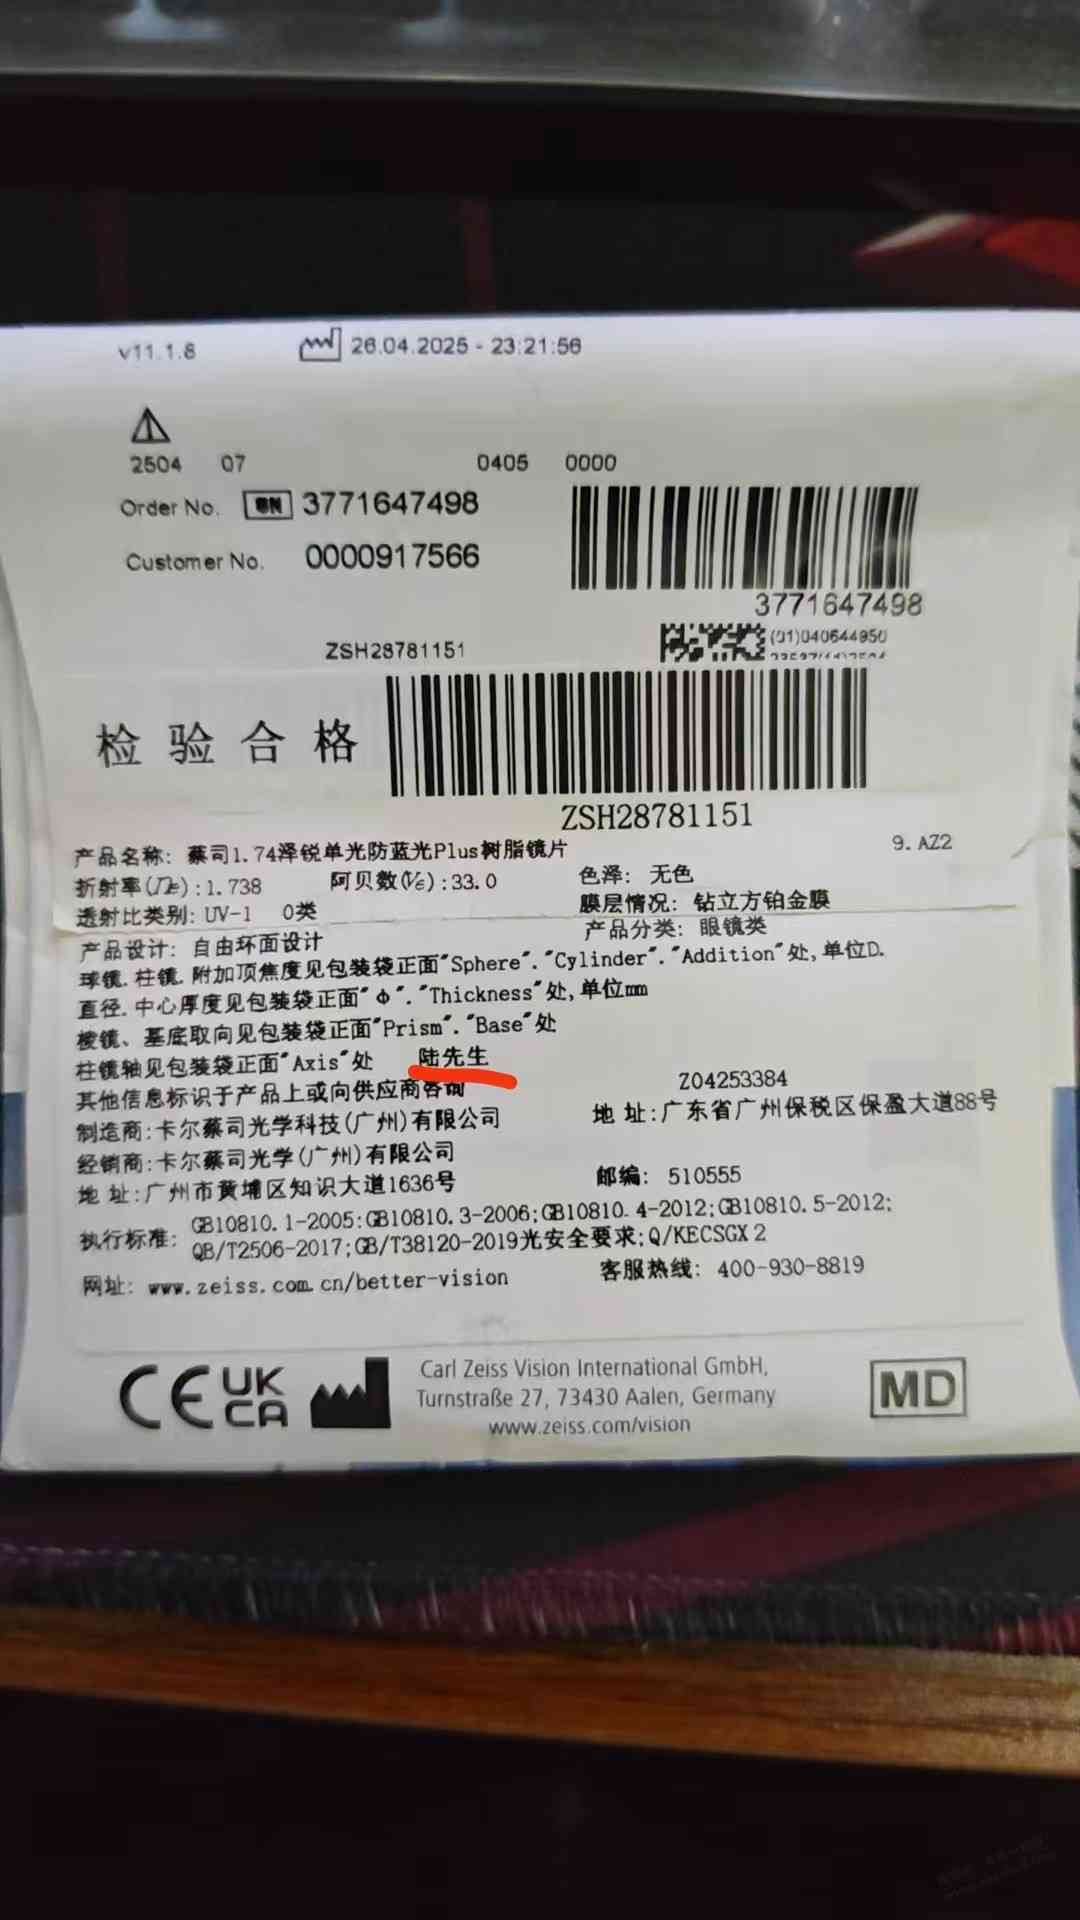 v11.1.8
26.04.2025 - 23:21:56
2504 07 0405 0000
Order No. 3771647498
Customer No. 0000917566
3771647498
ZSH28781151
(01)040644950
检验合格
ZSH28781151
产品名称: 蔡司1.74泽锐单光防蓝光Plus树脂镜片 9.AZ2
折射率 :1.738 阿贝数 :33.0 色泽: 无色
透射比类别: UV-1 0类 膜层情况: 钻立方铂金膜
产品设计: 自由环面设计 产品分类: 眼镜类
球镜.柱镜.附加顶焦度见包装袋正面"Sphere"."Cylinder"."Addition"处,单位D.
直径.中心厚度见包装袋正面"Φ"."Thickness"处,单位mm
棱镜、基底取向见包装袋正面"Prism"."Base"处
柱镜轴见包装袋正面"Axis"处 陆先生
其他信息标识于产品上或向供应商咨询 Z04253384
制造商:卡尔蔡司光学科技(广州)有限公司 地 址:广东省广州保税区保盈大道88号
经销商:卡尔蔡司光学(广州)有限公司
地 址:广州市黄埔区知识大道1636号 邮编: 510555
执行标准: GB10810.1-2005;GB10810.3-2006;GB10810.4-2012;GB10810.5-2012;
QB/T2506-2017;GB/T38120-2019光安全要求;Q/KECSGX 2
网址: www.zeiss.com.cn/better-vision 客服热线: 400-930-8819
CE UK CA
Carl Zeiss Vision International GmbH,
Turnstraße 27, 73430 Aalen, Germany
www.zeiss.com/vision
MD